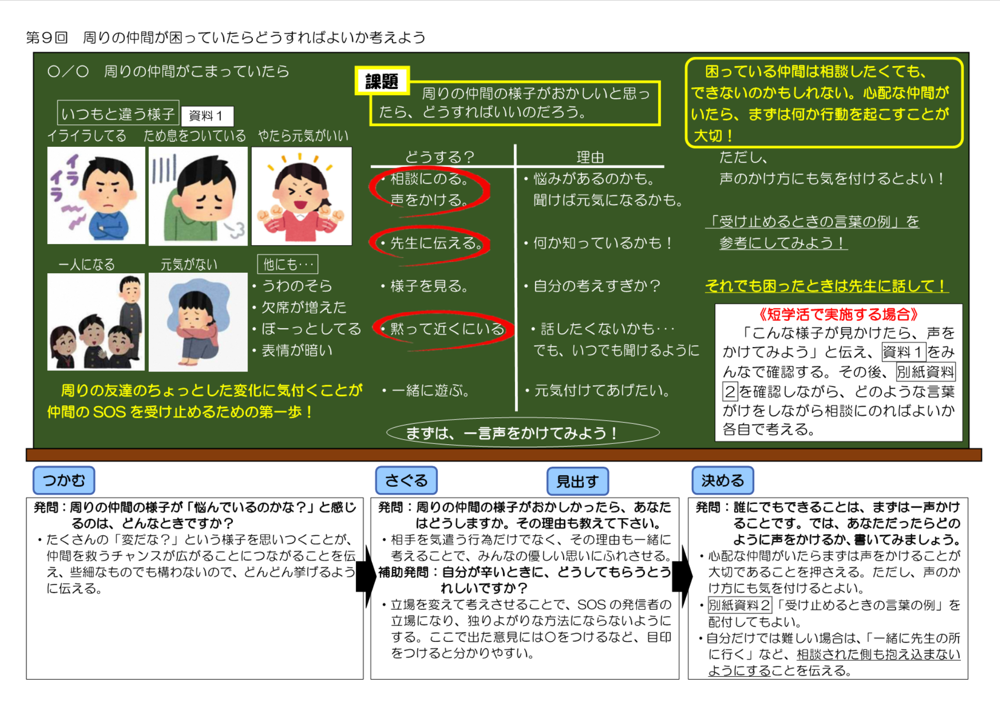 第9回　周りの仲間が困っていたらどうすればよいか考えよう
〇／〇　周りの仲間がこまっていたら
いつもと違う様子
資料１
イライラしてる
ため息をついている
やたら元気がいい
イライラ
一人になる
元気がない
他にも…
・うわのそら
・欠席が増えた
・ぼーっとしてる
・表情が暗い
周りの友達のちょっとした変化に気付くことが
仲間のSOSを受け止めるための第一歩！
課題
周りの仲間の様子がおかしいと思っ
たら、どうすればいいのだろう。
どうする？
理由
・相談にのる。
声をかける。
・悩みがあるのかも。
聞けば元気になるかも。
・先生に伝える。
・何か知っているかも！
・様子を見る。
・自分の考えすぎか？
・黙って近くにいる
・話したくないかも…
でも、いつでも聞けるように
・一緒に遊ぶ。
・元気付けてあげたい。
まずは、一言声をかけてみよう！
困っている仲間は相談したくても、
できないのかもしれない。心配な仲間が
いたら、まずは何か行動を起こすことが
大切！
ただし、
声のかけ方にも気を付けるとよい！
「受け止めるときの言葉の例」を
参考にしてみよう！
それでも困ったときは先生に話して！
《短学活で実施する場合》
「こんな様子が見かけたら、声を
かけてみよう」と伝え、資料１をみ
んなで確認する。その後、別紙資料
２を確認しながら、どのような言葉
がけをしながら相談にのればよいか
各自で考える。
つかむ
発問：周りの仲間の様子が「悩んでいるのかな？」と感じ
るのは、どんなときですか？
・たくさんの「変だな？」という様子を思いつくことが、
仲間を救うチャンスが広がることにつながることを伝
え、些細なものでも構わないので、どんどん挙げるよう
に伝える。
さぐる
見出す
発問：周りの仲間の様子がおかしかったら、あなた
はどうしますか。その理由も教えて下さい。
・相手を気遣う行為だけでなく、その理由も一緒に
考えることで、みんなの優しい思いにふれさせる。
補助発問：自分が辛いときに、どうしてもらうとう
れしいですか？
・立場を変えて考えさせることで、SOSの発信者の
立場になり、独りよがりな方法にならないように
する。ここで出た意見には〇をつけるなど、目印
をつけると分かりやすい。
決める
発問：誰にでもできることは、まずは一声かけ
ることです。では、あなただったらどの
ように声をかけるか、書いてみましょう。
・心配な仲間がいたらまずは声をかけることが
大切であることを押さえる。ただし、声のか
け方にも気を付けるとよい。
・別紙資料２「受け止めるときの言葉の例」を
配付してもよい。
・自分だけでは難しい場合は、「一緒に先生の所
に行く」など、相談された側も抱え込まない
ようにすることを伝える。